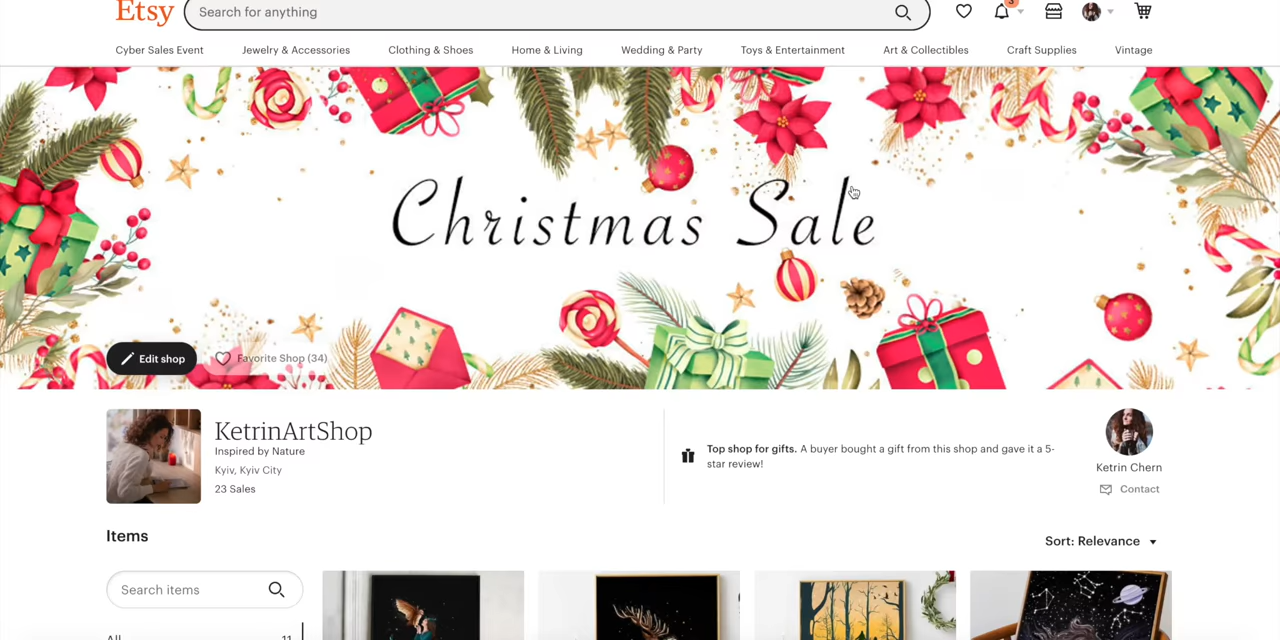 Etsy
Search for anything
3
Cyber Sales Event Jewelry & Accessories Clothing & Shoes Home & Living Wedding & Party Toys & Entertainment Art & Collectibles Craft Supplies Vintage
Christmas Sale
Edit shop
Favorite Shop (34)
KetrinArtShop
Inspired by Nature
Kyiv, Kyiv City
23 Sales
Top shop for gifts. A buyer bought a gift from this shop and gave it a 5-
star review!
Ketrin Chern
Contact
Items
Sort: Relevance
Search items
All 11